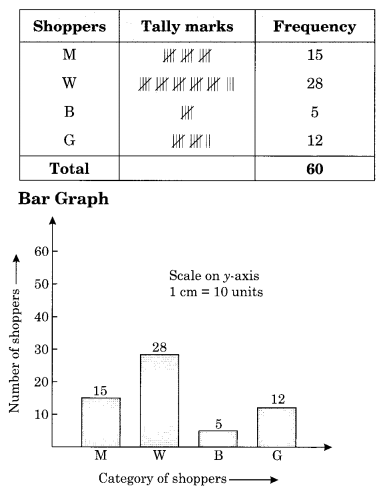 Shoppers Tally marks Frequency
M 15
W 28
B 5
G 12
Total 60
Bar Graph
60
50
40
30
20
10
Number of shoppers
Scale on y-axis
1 cm = 10 units
15
28
5
12
M W B G
Category of shoppers